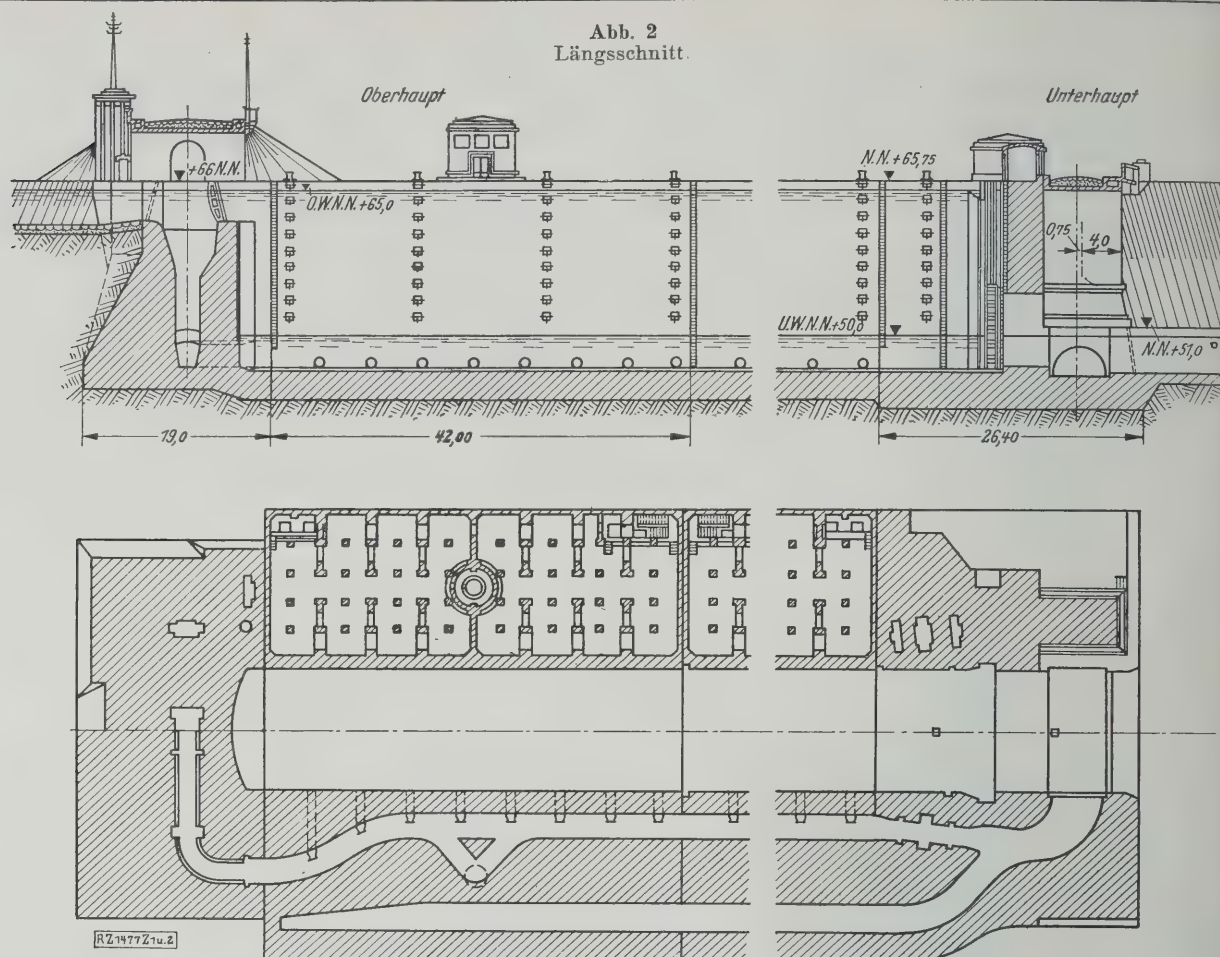 Abb. 2
Längsschnitt.
Oberhaupt
Unterhaupt
+66 N.N.
N.N.+65,75
O.W.N.N.+65,0
0,75
4,0
U.W.N.N.+50,8
N.N.+51,0
19,0
42,00
26,40
RZ1477Z1u.2